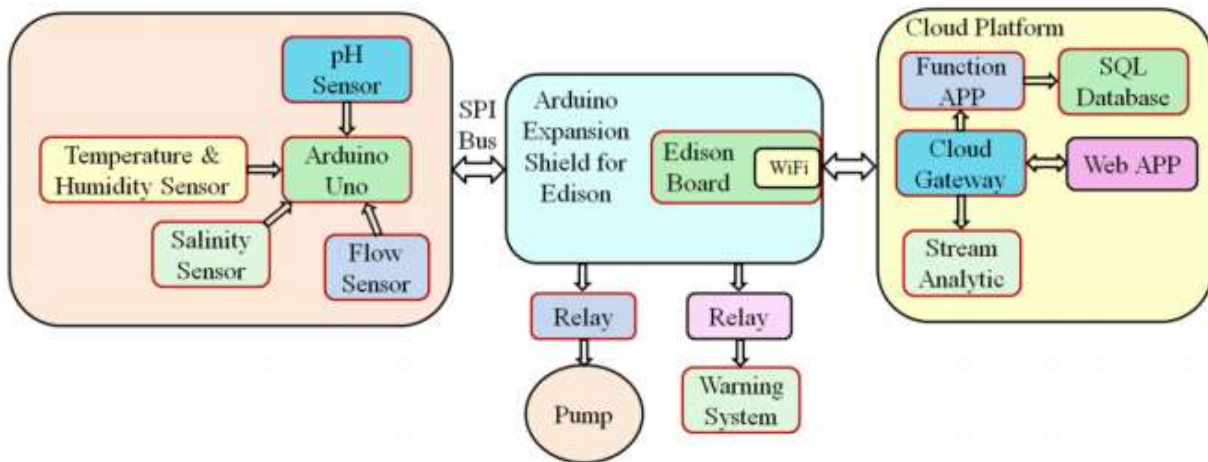 pH
Sensor
Temperature &
Humidity Sensor
Arduino
Uno
Salinity
Sensor
Flow
Sensor
SPI
Bus
Arduino
Expansion
Shield for
Edison
Edison
Board
WiFi
Relay
Pump
Relay
Warning
System
Cloud Platform
Function
APP
SQL
Database
Cloud
Gateway
Web APP
Stream
Analytic